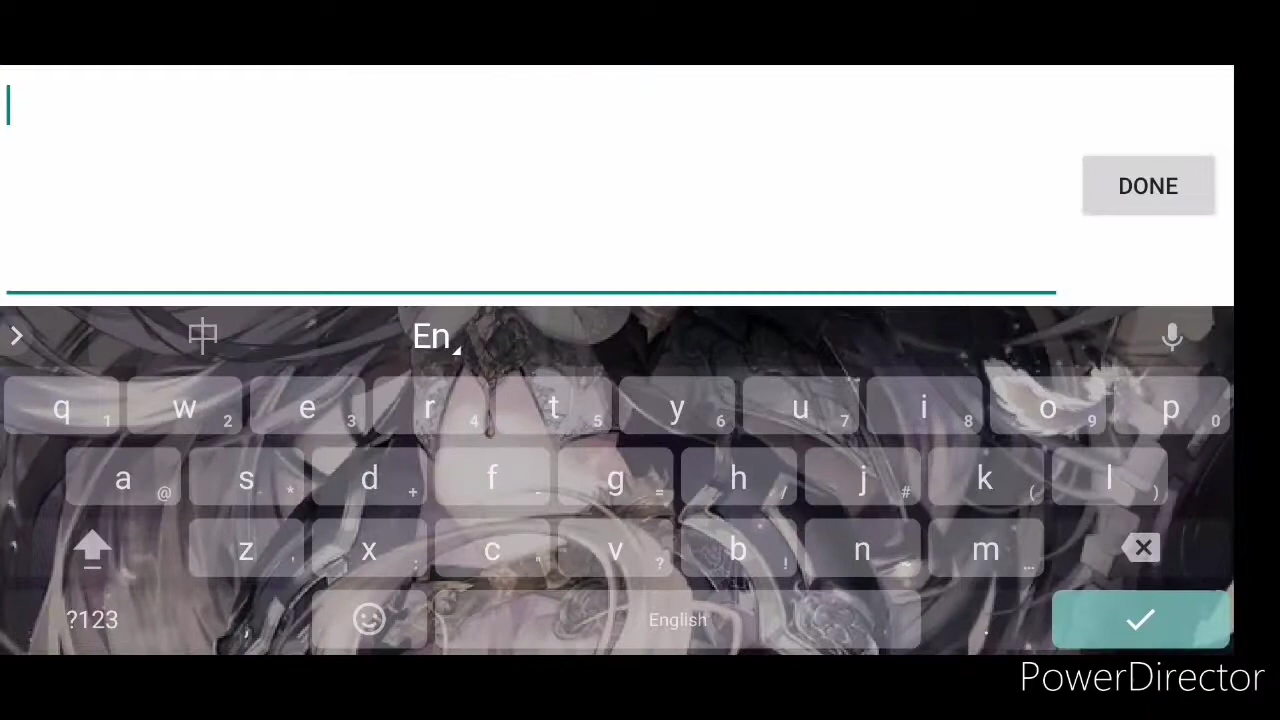 DONE
中 En
q 1 w 2 e 3 r 4 t 5 y 6 u 7 i 8 o 9 p 0
a @ s * d + f - g = h / j # k ( l )
z ' x : c " v ? b ! n ~ m …
?123 English .
PowerDirector